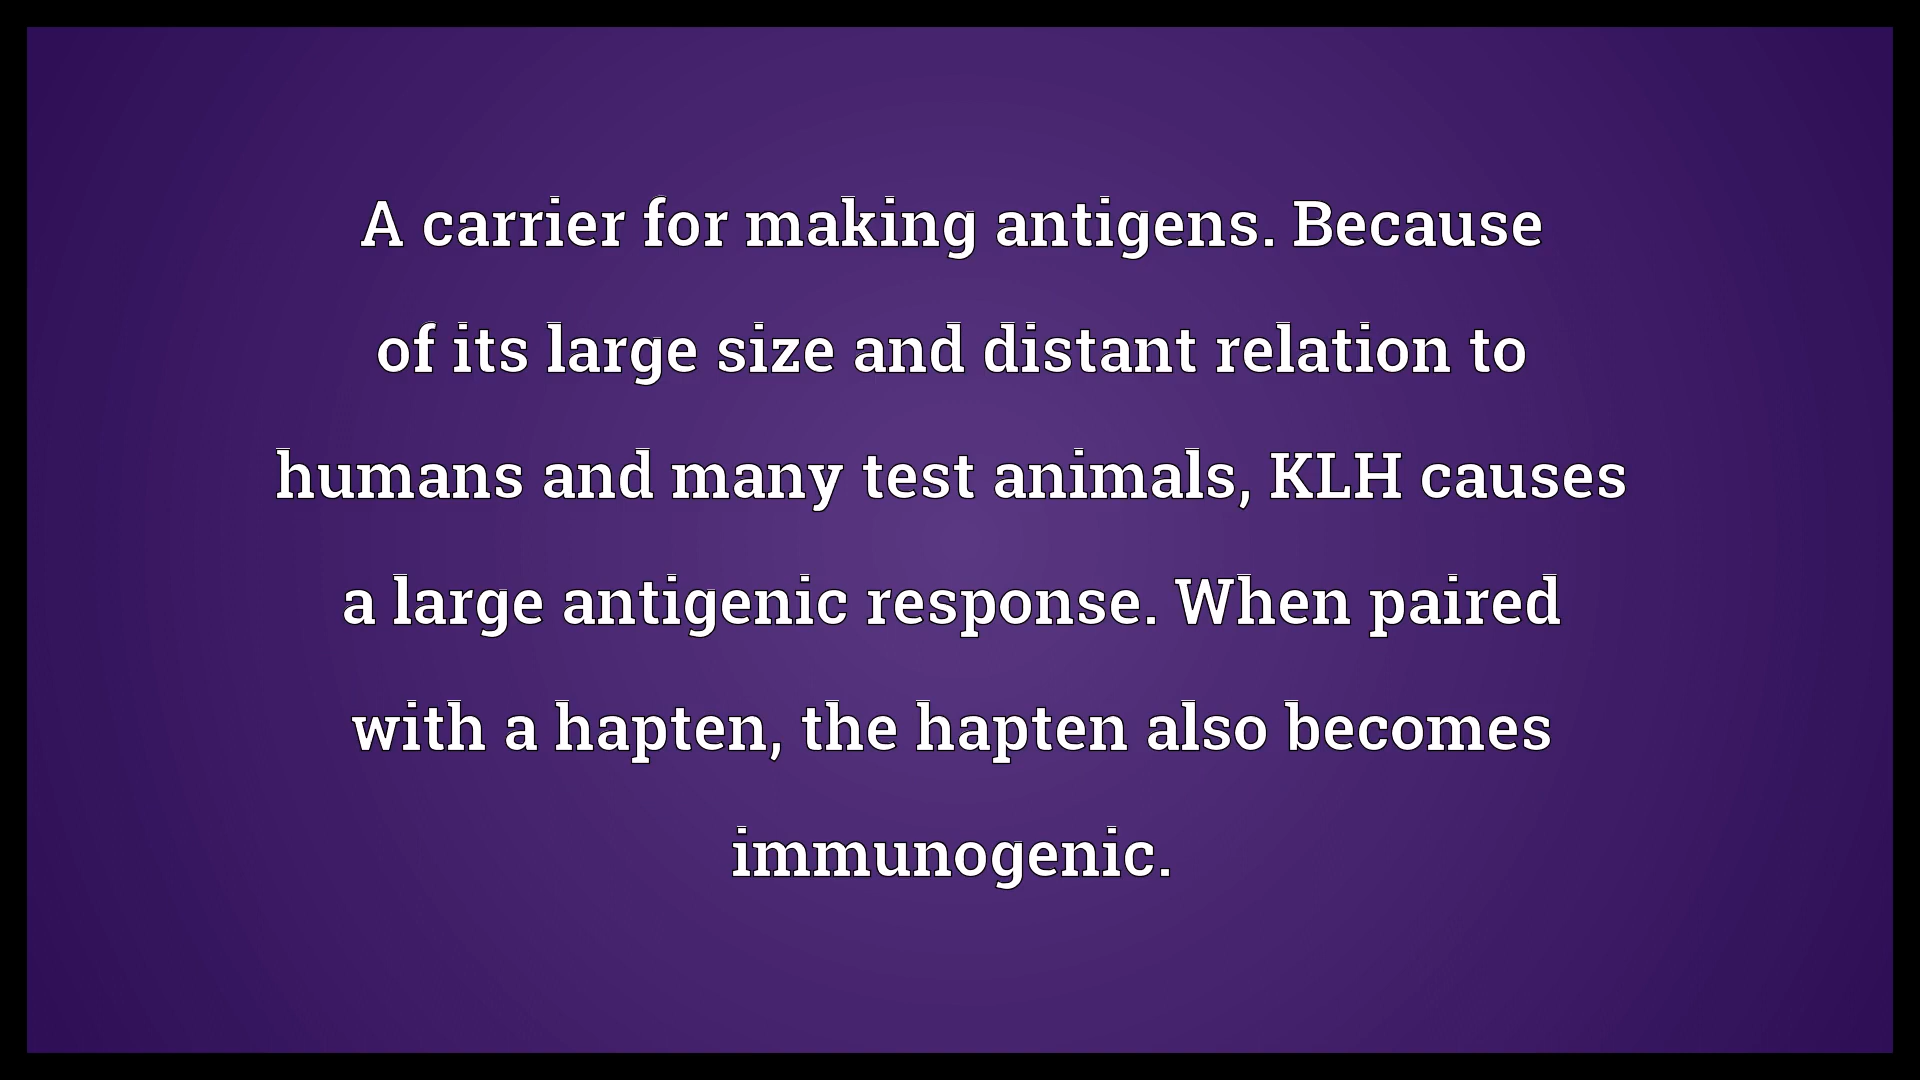 A carrier for making antigens. Because
of its large size and distant relation to
humans and many test animals, KLH causes
a large antigenic response. When paired
with a hapten, the hapten also becomes
immunogenic.